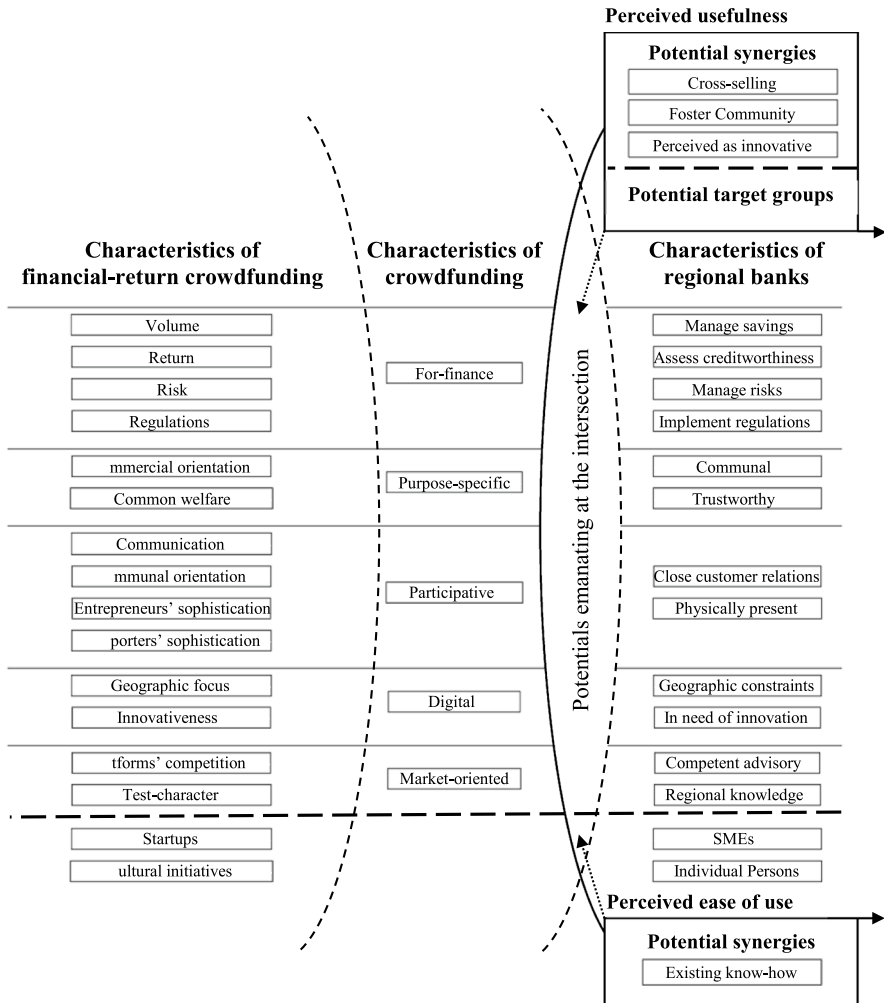 Perceived usefulness
Potential synergies
Cross-selling
Foster Community
Perceived as innovative
Potential target groups
Characteristics of
financial-return crowdfunding
Characteristics of
crowdfunding
Characteristics of
regional banks
Volume
Return
Risk
Regulations
For-finance
Manage savings
Assess creditworthiness
Manage risks
Implement regulations
mmercial orientation
Common welfare
Purpose-specific
Communal
Trustworthy
Communication
mmunal orientation
Entrepreneurs’ sophistication
porters’ sophistication
Participative
Close customer relations
Physically present
Geographic focus
Innovativeness
Digital
Geographic constraints
In need of innovation
tforms’ competition
Test-character
Market-oriented
Competent advisory
Regional knowledge
Potentials emanating at the intersection
Startups
ultural initiatives
SMEs
Individual Persons
Perceived ease of use
Potential synergies
Existing know-how